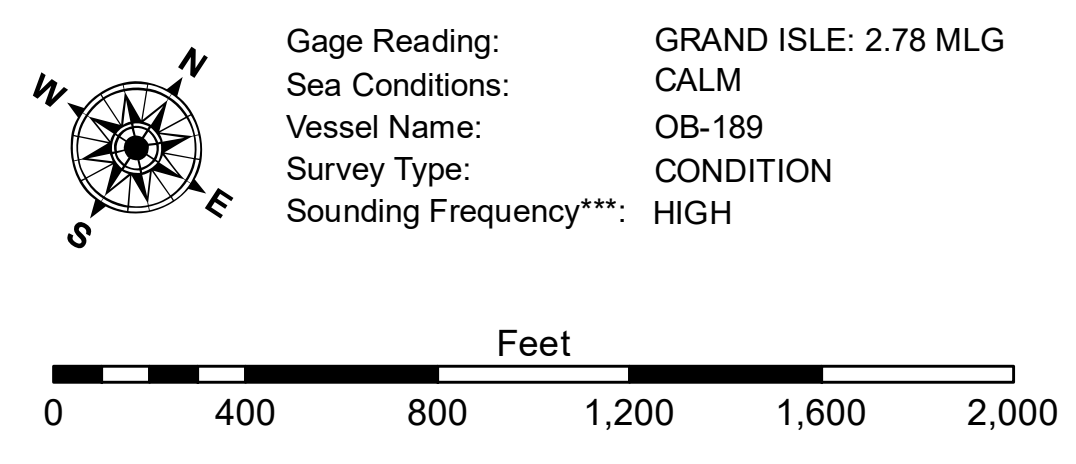 N
W
E
S
Gage Reading: GRAND ISLE: 2.78 MLG
Sea Conditions: CALM
Vessel Name: OB-189
Survey Type: CONDITION
Sounding Frequency***: HIGH
Feet
0 400 800 1,200 1,600 2,000